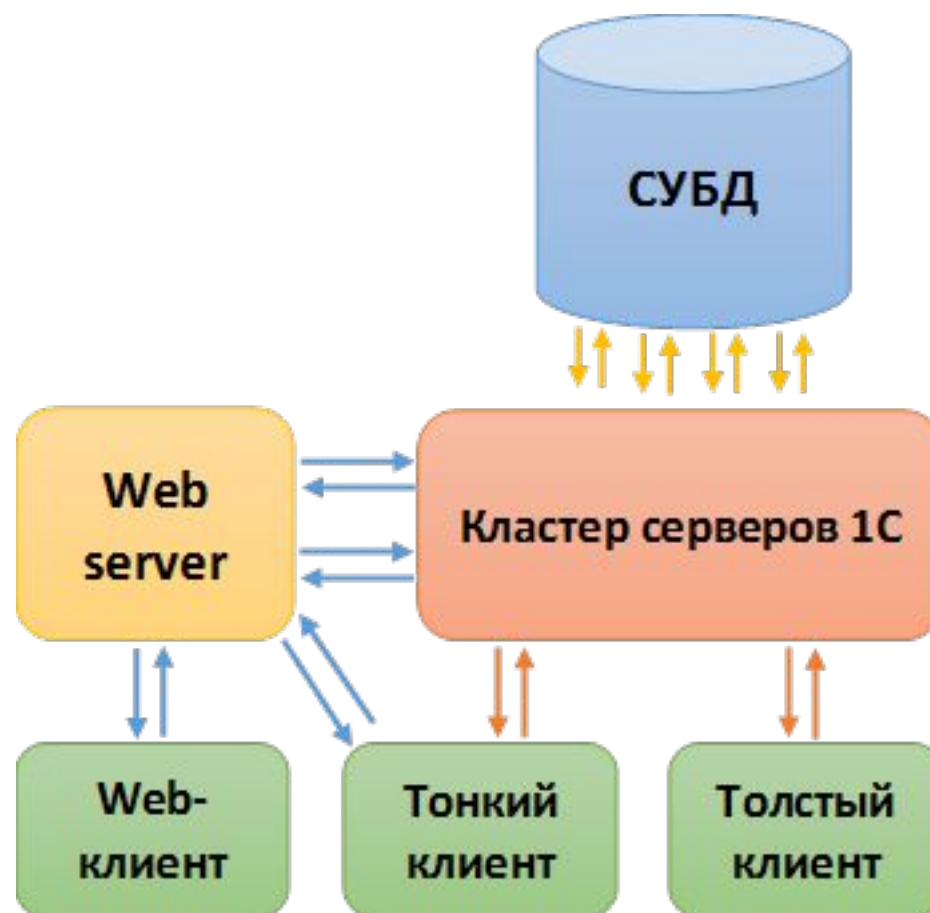 СУБД
Web
server
Кластер серверов 1С
Web-
клиент
Тонкий
клиент
Толстый
клиент